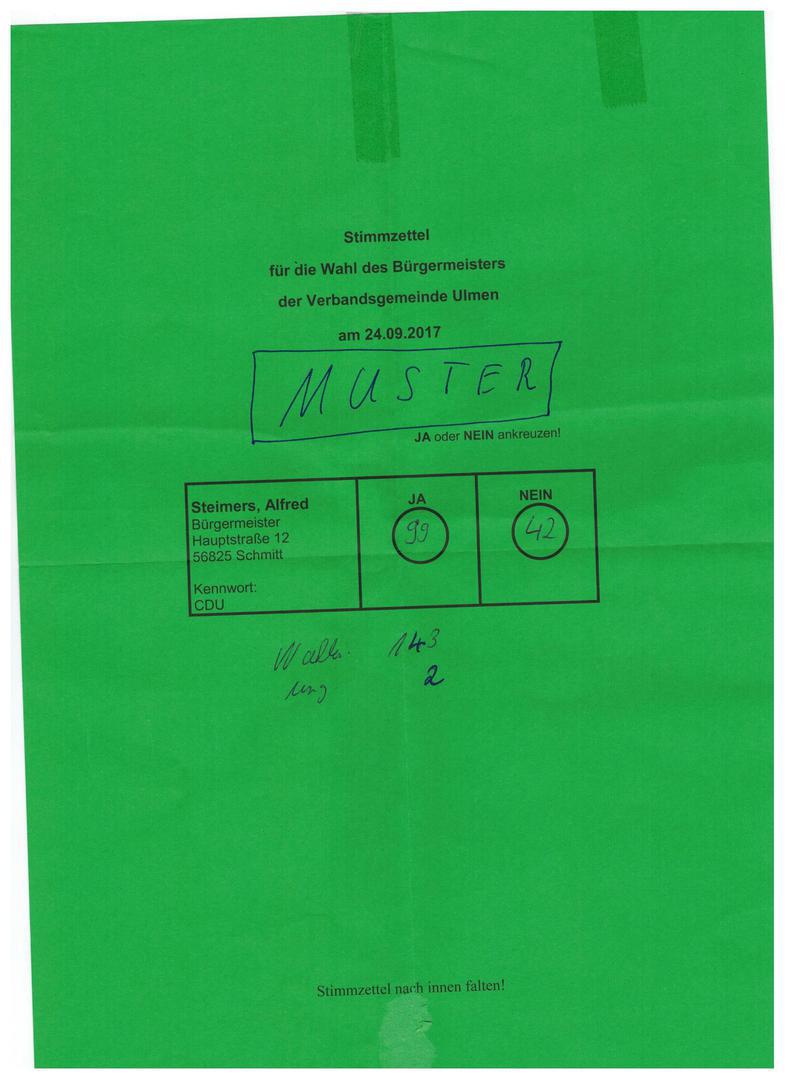 Stimmzettel
für die Wahl des Bürgermeisters
der Verbandsgemeinde Ulmen
am 24.09.2017
MUSTER
JA oder NEIN ankreuzen!
Steimers, Alfred
Bürgermeister
Hauptstraße 12
56825 Schmitt
Kennwort:
CDU
JA
99
NEIN
42
143
ung 2
Stimmzettel nach innen falten!